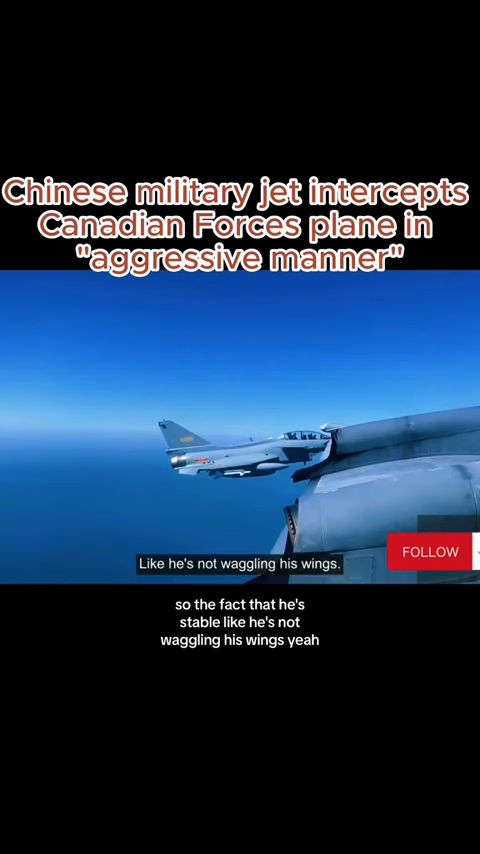 Chinese military jet intercepts
Canadian Forces plane in
"aggressive manner"
Like he's not waggling his wings.
FOLLOW
so the fact that he's
stable like he's not
waggling his wings yeah